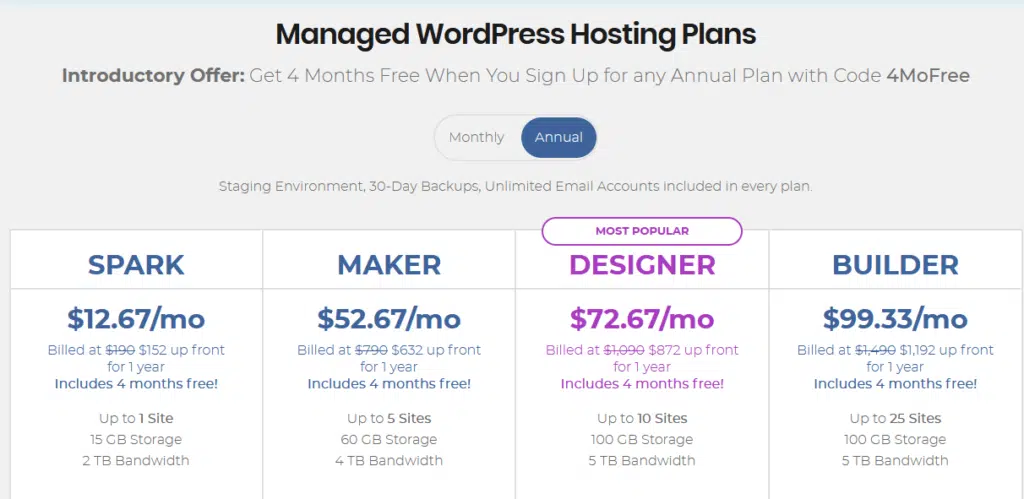 Managed WordPress Hosting Plans
Introductory Offer: Get 4 Months Free When You Sign Up for any Annual Plan with Code 4MoFree
Monthly
Annual
Staging Environment, 30-Day Backups, Unlimited Email Accounts included in every plan.
SPARK
$12.67/mo
Billed at $190 $152 up front
for 1 year
Includes 4 months free!
Up to 1 Site
15 GB Storage
2 TB Bandwidth
MAKER
$52.67/mo
Billed at $790 $632 up front
for 1 year
Includes 4 months free!
Up to 5 Sites
60 GB Storage
4 TB Bandwidth
MOST POPULAR
DESIGNER
$72.67/mo
Billed at $1,090 $872 up front
for 1 year
Includes 4 months free!
Up to 10 Sites
100 GB Storage
5 TB Bandwidth
BUILDER
$99.33/mo
Billed at $1,490 $1,192 up front
for 1 year
Includes 4 months free!
Up to 25 Sites
100 GB Storage
5 TB Bandwidth